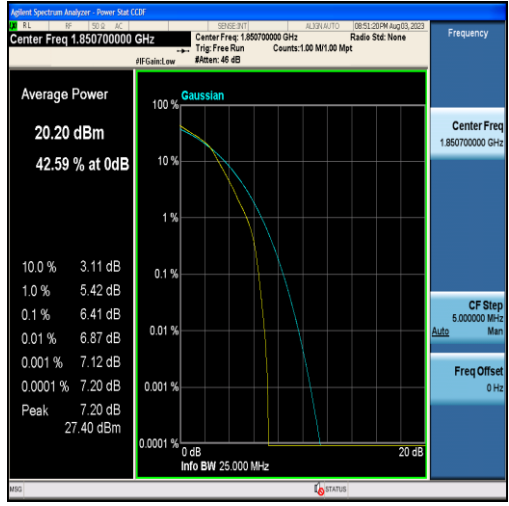 Agilent Spectrum Analyzer - Power Stat CCDF
RL RF 50 Ω AC SENSE:INT ALIGN AUTO 08:51:20 PM Aug 03, 2023
Center Freq 1.850700000 GHz
Center Freq: 1.850700000 GHz Radio Std: None
Trig: Free Run Counts:1.00 M/1.00 Mpt
#IFGain:Low #Atten: 46 dB
Frequency
Average Power
20.20 dBm
42.59 % at 0dB
10.0 % 3.11 dB
1.0 % 5.42 dB
0.1 % 6.41 dB
0.01 % 6.87 dB
0.001 % 7.12 dB
0.0001 % 7.20 dB
Peak 7.20 dB
27.40 dBm
Gaussian
100 %
10 %
1 %
0.1 %
0.01 %
0.001 %
0.0001 %
0 dB 20 dB
Info BW 25.000 MHz
Center Freq
1.850700000 GHz
CF Step
5.000000 MHz
Auto Man
Freq Offset
0 Hz
MSG STATUS